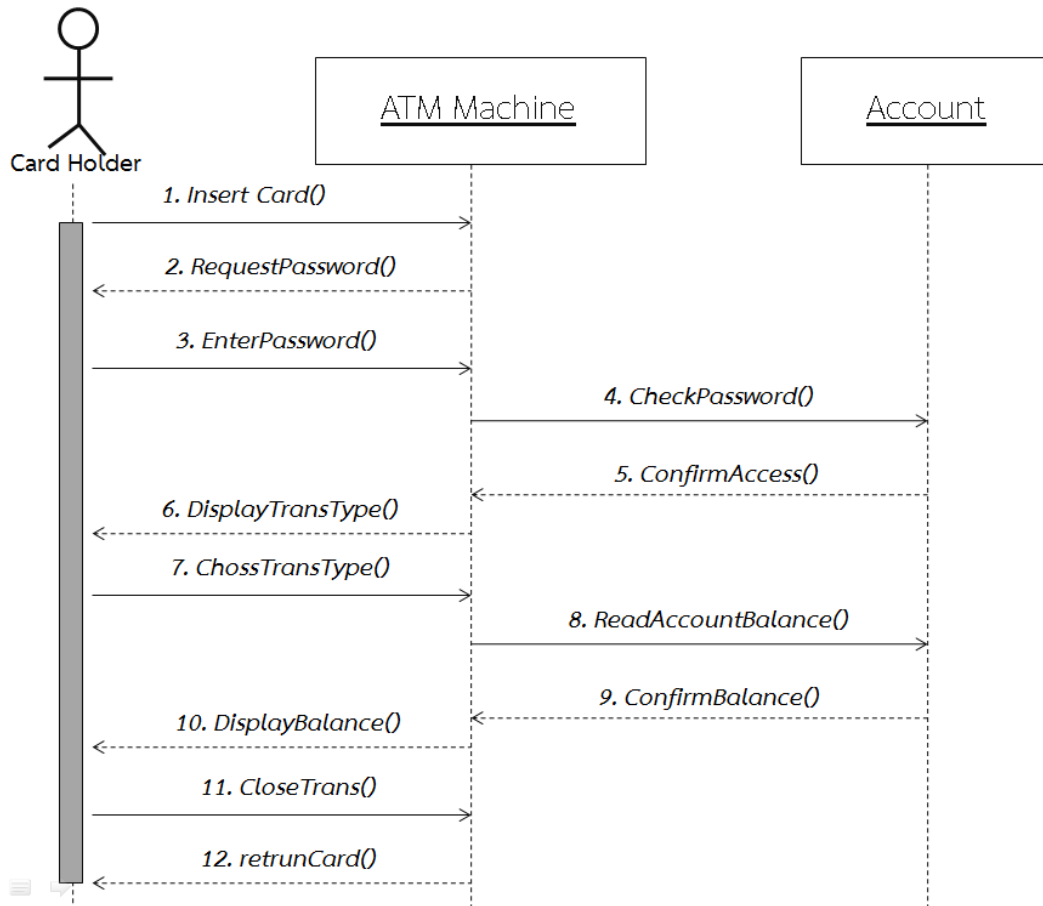 ATM Machine
Account
Card Holder
1. Insert Card()
2. RequestPassword()
3. EnterPassword()
4. CheckPassword()
5. ConfirmAccess()
6. DisplayTransType()
7. ChossTransType()
8. ReadAccountBalance()
9. ConfirmBalance()
10. DisplayBalance()
11. CloseTrans()
12. retrunCard()